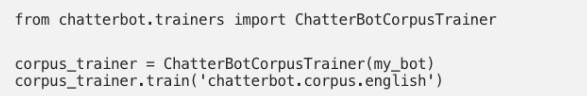 from chatterbot.trainers import ChatterBotCorpusTrainer
corpus_trainer = ChatterBotCorpusTrainer(my_bot)
corpus_trainer.train('chatterbot.corpus.english')